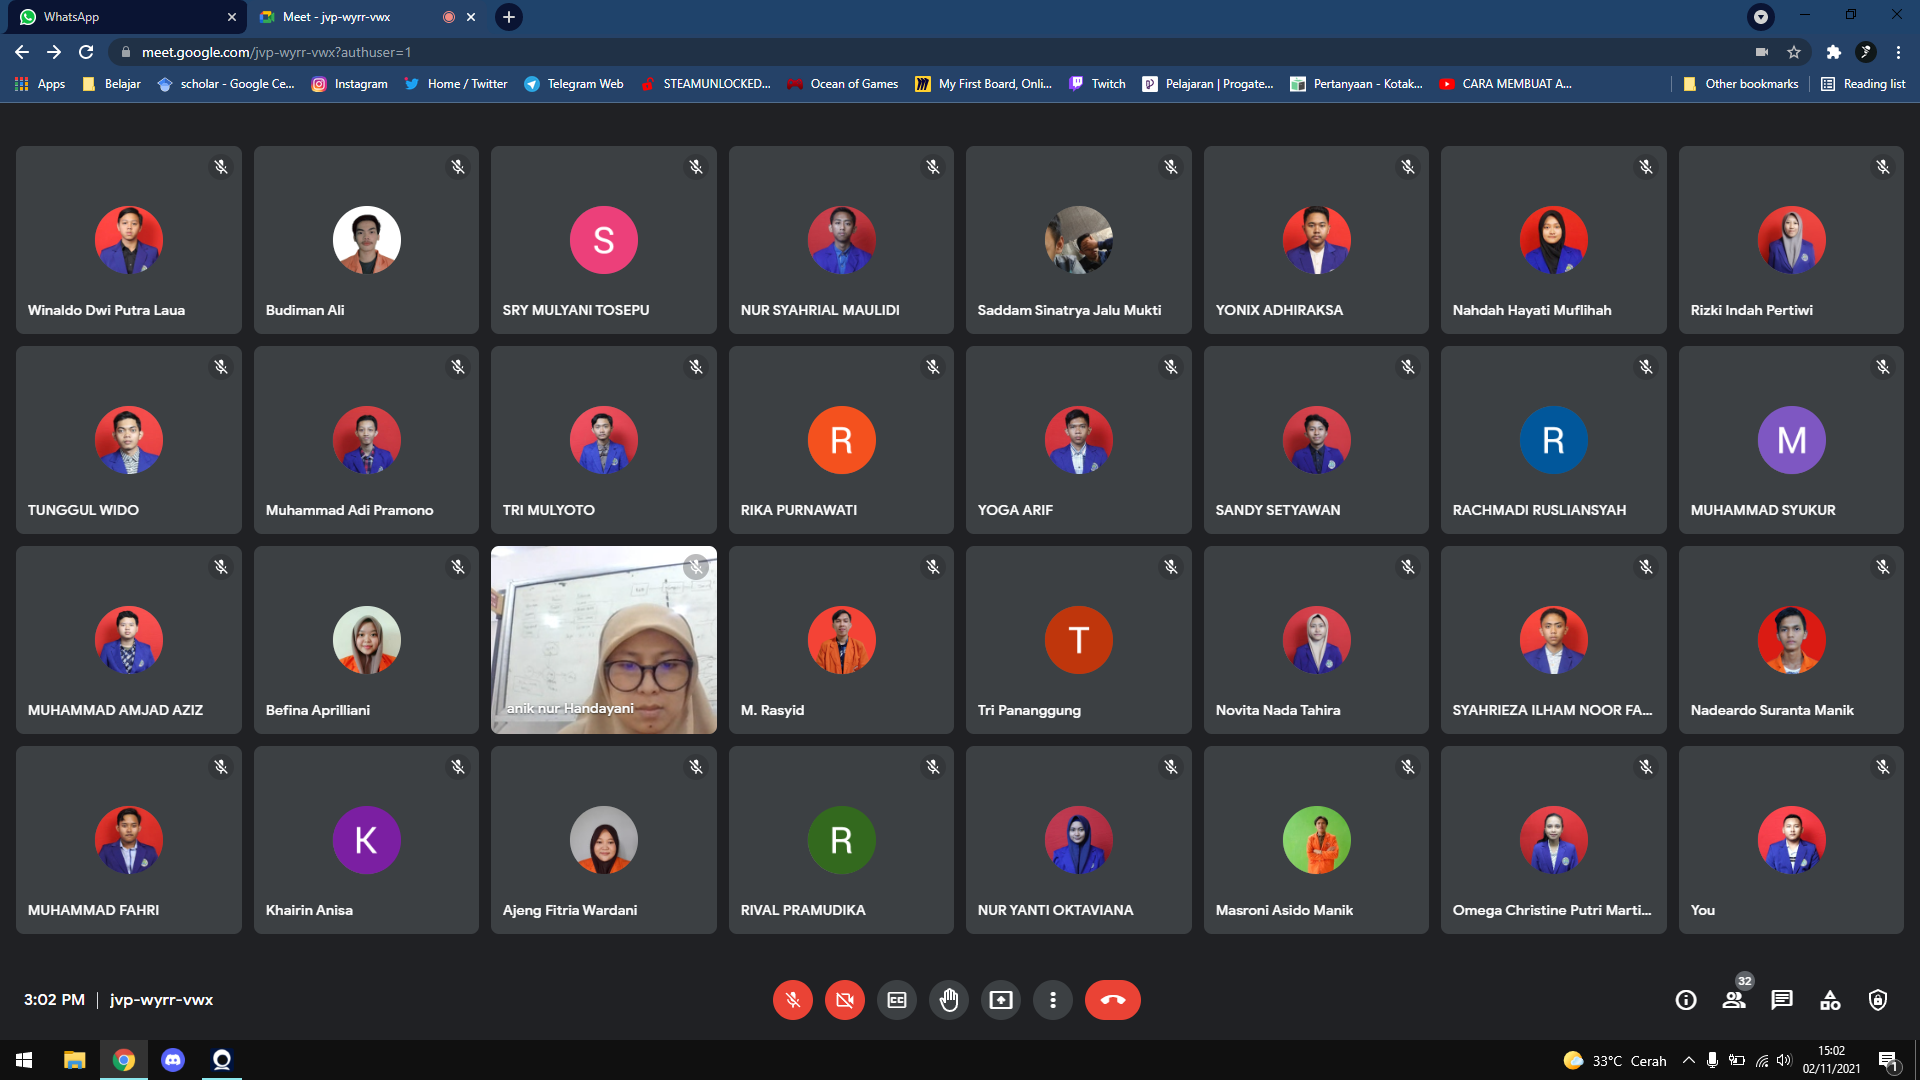 WhatsApp
Meet - jvp-wyrr-vwx
meet.google.com/jvp-wyrr-vwx?authuser=1
Apps Belajar scholar - Google Ce... Instagram Home / Twitter Telegram Web STEAMUNLOCKED... Ocean of Games My First Board, Onli... Twitch Pelajaran | Progate... Pertanyaan - Kotak... CARA MEMBUAT A... Other bookmarks Reading list
Winaldo Dwi Putra Laua
Budiman Ali
S
SRY MULYANI TOSEPU
NUR SYAHRIAL MAULIDI
Saddam Sinatrya Jalu Mukti
YONIX ADHIRAKSA
Nahdah Hayati Muflihah
Rizki Indah Pertiwi
TUNGGUL WIDO
Muhammad Adi Pramono
TRI MULYOTO
R
RIKA PURNAWATI
YOGA ARIF
SANDY SETYAWAN
R
RACHMADI RUSLIANSYAH
M
MUHAMMAD SYUKUR
MUHAMMAD AMJAD AZIZ
Befina Aprilliani
anik nur Handayani
M. Rasyid
T
Tri Pananggung
Novita Nada Tahira
SYAHRIEZA ILHAM NOOR FA...
Nadeardo Suranta Manik
MUHAMMAD FAHRI
K
Khairin Anisa
Ajeng Fitria Wardani
R
RIVAL PRAMUDIKA
NUR YANTI OKTAVIANA
Masroni Asido Manik
Omega Christine Putri Marti...
You
3:02 PM | jvp-wyrr-vwx
CC
32
33°C Cerah
15:02
02/11/2021
1